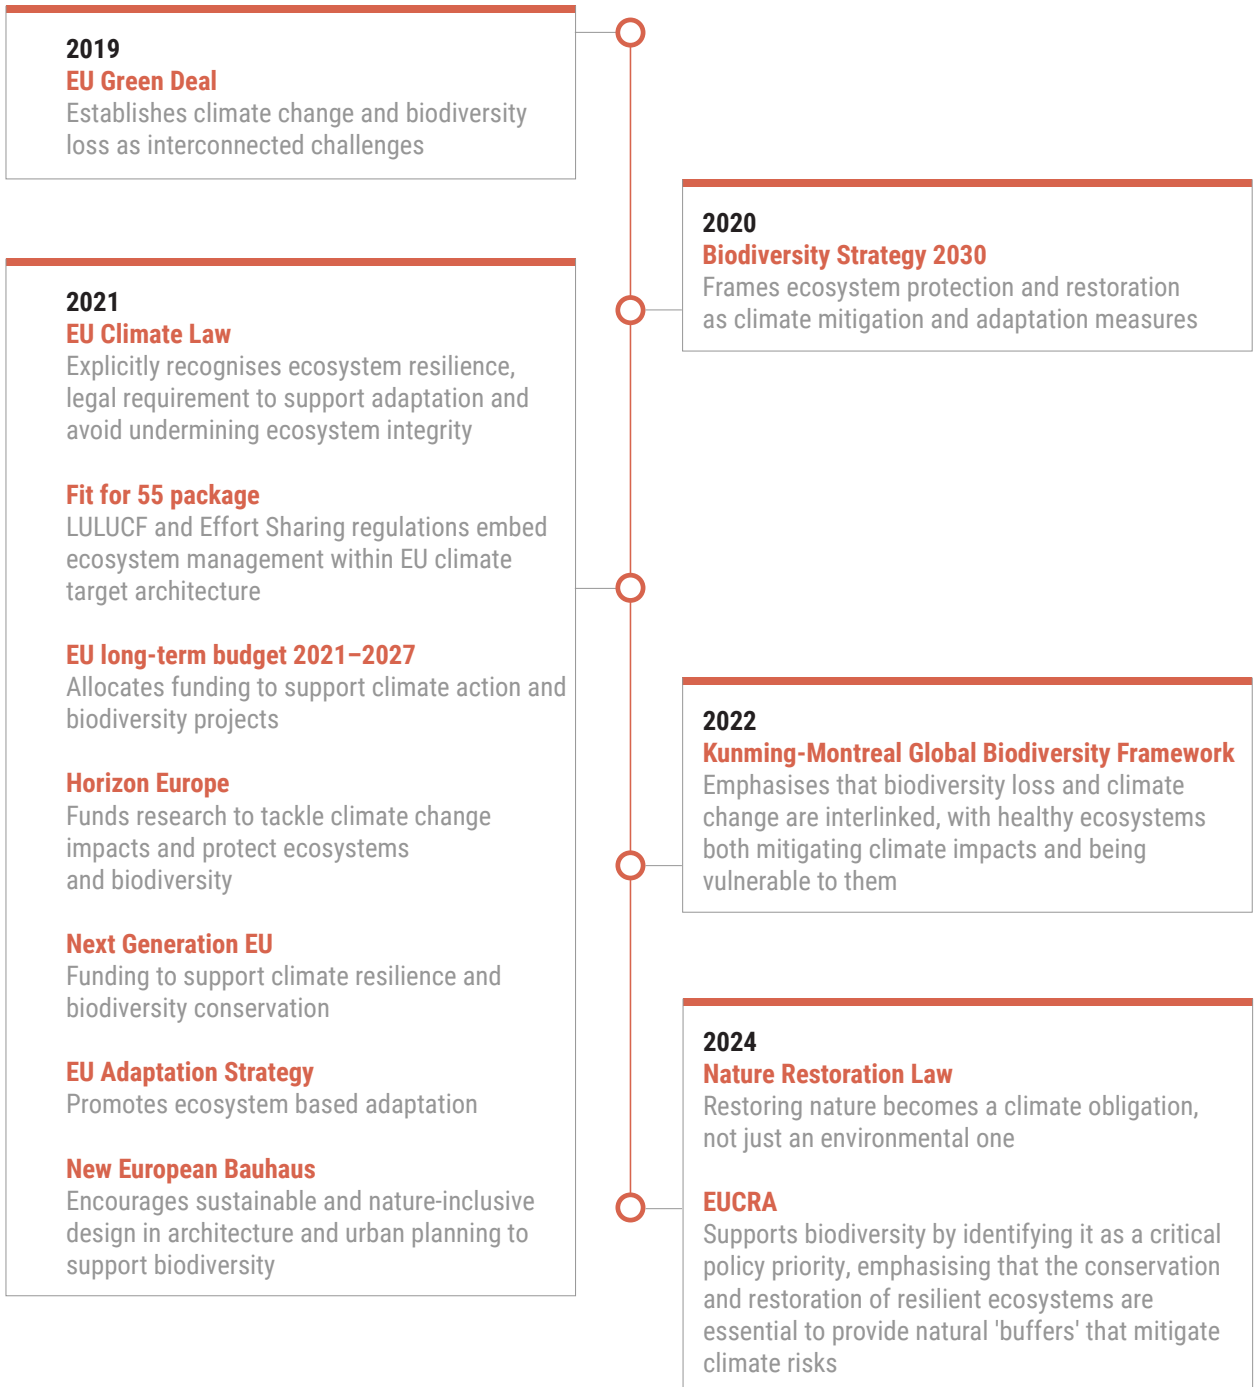 2019
EU Green Deal
Establishes climate change and biodiversity
loss as interconnected challenges
2020
Biodiversity Strategy 2030
Frames ecosystem protection and restoration
as climate mitigation and adaptation measures
2021
EU Climate Law
Explicitly recognises ecosystem resilience,
legal requirement to support adaptation and
avoid undermining ecosystem integrity
Fit for 55 package
LULUCF and Effort Sharing regulations embed
ecosystem management within EU climate
target architecture
EU long-term budget 2021–2027
Allocates funding to support climate action and
biodiversity projects
Horizon Europe
Funds research to tackle climate change
impacts and protect ecosystems
and biodiversity
Next Generation EU
Funding to support climate resilience and
biodiversity conservation
EU Adaptation Strategy
Promotes ecosystem based adaptation
New European Bauhaus
Encourages sustainable and nature-inclusive
design in architecture and urban planning to
support biodiversity
2022
Kunming-Montreal Global Biodiversity Framework
Emphasises that biodiversity loss and climate
change are interlinked, with healthy ecosystems
both mitigating climate impacts and being
vulnerable to them
2024
Nature Restoration Law
Restoring nature becomes a climate obligation,
not just an environmental one
EUCRA
Supports biodiversity by identifying it as a critical
policy priority, emphasising that the conservation
and restoration of resilient ecosystems are
essential to provide natural 'buffers' that mitigate
climate risks